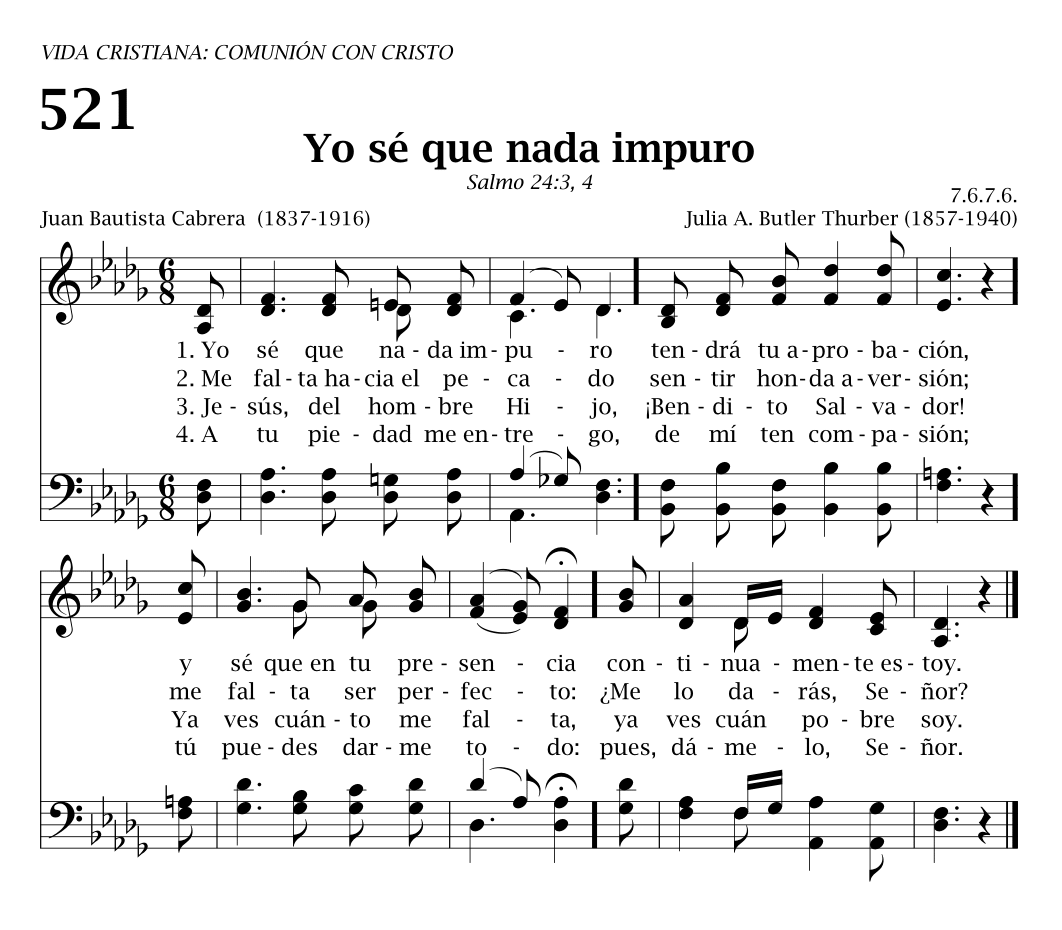 VIDA CRISTIANA: COMUNIÓN CON CRISTO
521
Yo sé que nada impuro
Salmo 24:3, 4
7.6.7.6.
Juan Bautista Cabrera (1837-1916)
Julia A. Butler Thurber (1857-1940)
6 8
1. Yo sé que na - da im - pu - ro ten - drá tu a - pro - ba - ción,
2. Me fal - ta ha - cia el pe - ca - do sen - tir hon - da a - ver - sión;
3. Je - sús, del hom - bre Hi - jo, ¡Ben - di - to Sal - va - dor!
4. A tu pie - dad me en - tre - go, de mí ten com - pa - sión;
6 8
y sé que en tu pre - sen - cia con - ti - nua - men - te es - toy.
me fal - ta ser per - fec - to: ¿Me lo da - rás, Se - ñor?
Ya ves cuán - to me fal - ta, ya ves cuán po - bre soy.
tú pue - des dar - me to - do: pues, dá - me - lo, Se - ñor.